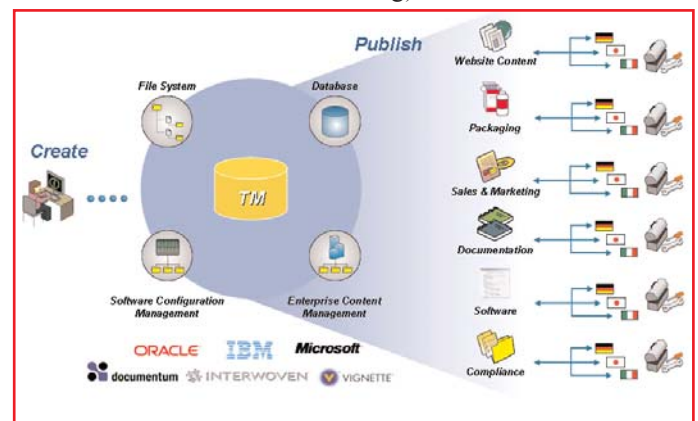 Publish
Website Content
File System
Database
Packaging
Create
TM
Sales & Marketing
Documentation
Software Configuration
Management
Enterprise Content
Management
Software
ORACLE
IBM
Microsoft
documentum
INTERWOVEN
VIGNETTE
Compliance